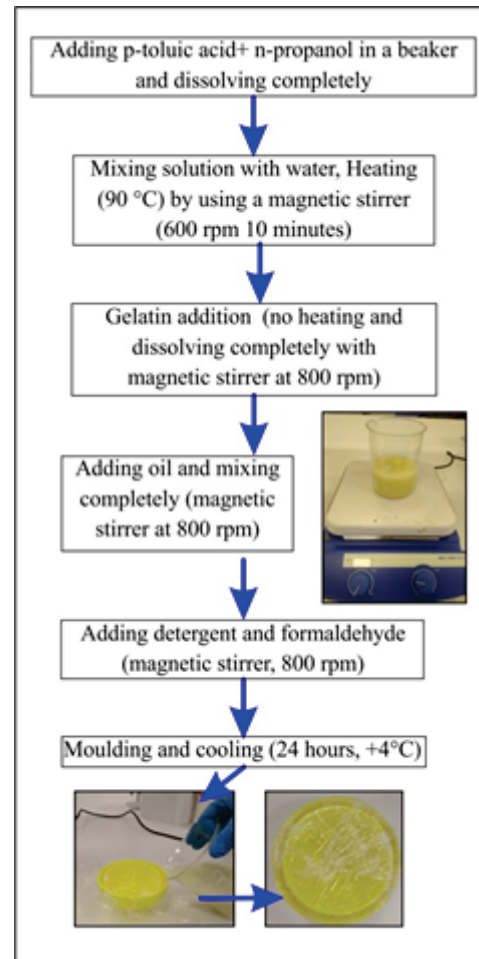 Adding p-toluic acid+ n-propanol in a beaker
and dissolving completely
Mixing solution with water, Heating
(90 °C) by using a magnetic stirrer
(600 rpm 10 minutes)
Gelatin addition (no heating and
dissolving completely with
magnetic stirrer at 800 rpm)
Adding oil and mixing
completely (magnetic
stirrer at 800 rpm)
Adding detergent and formaldehyde
(magnetic stirrer, 800 rpm)
Moulding and cooling (24 hours, +4°C)